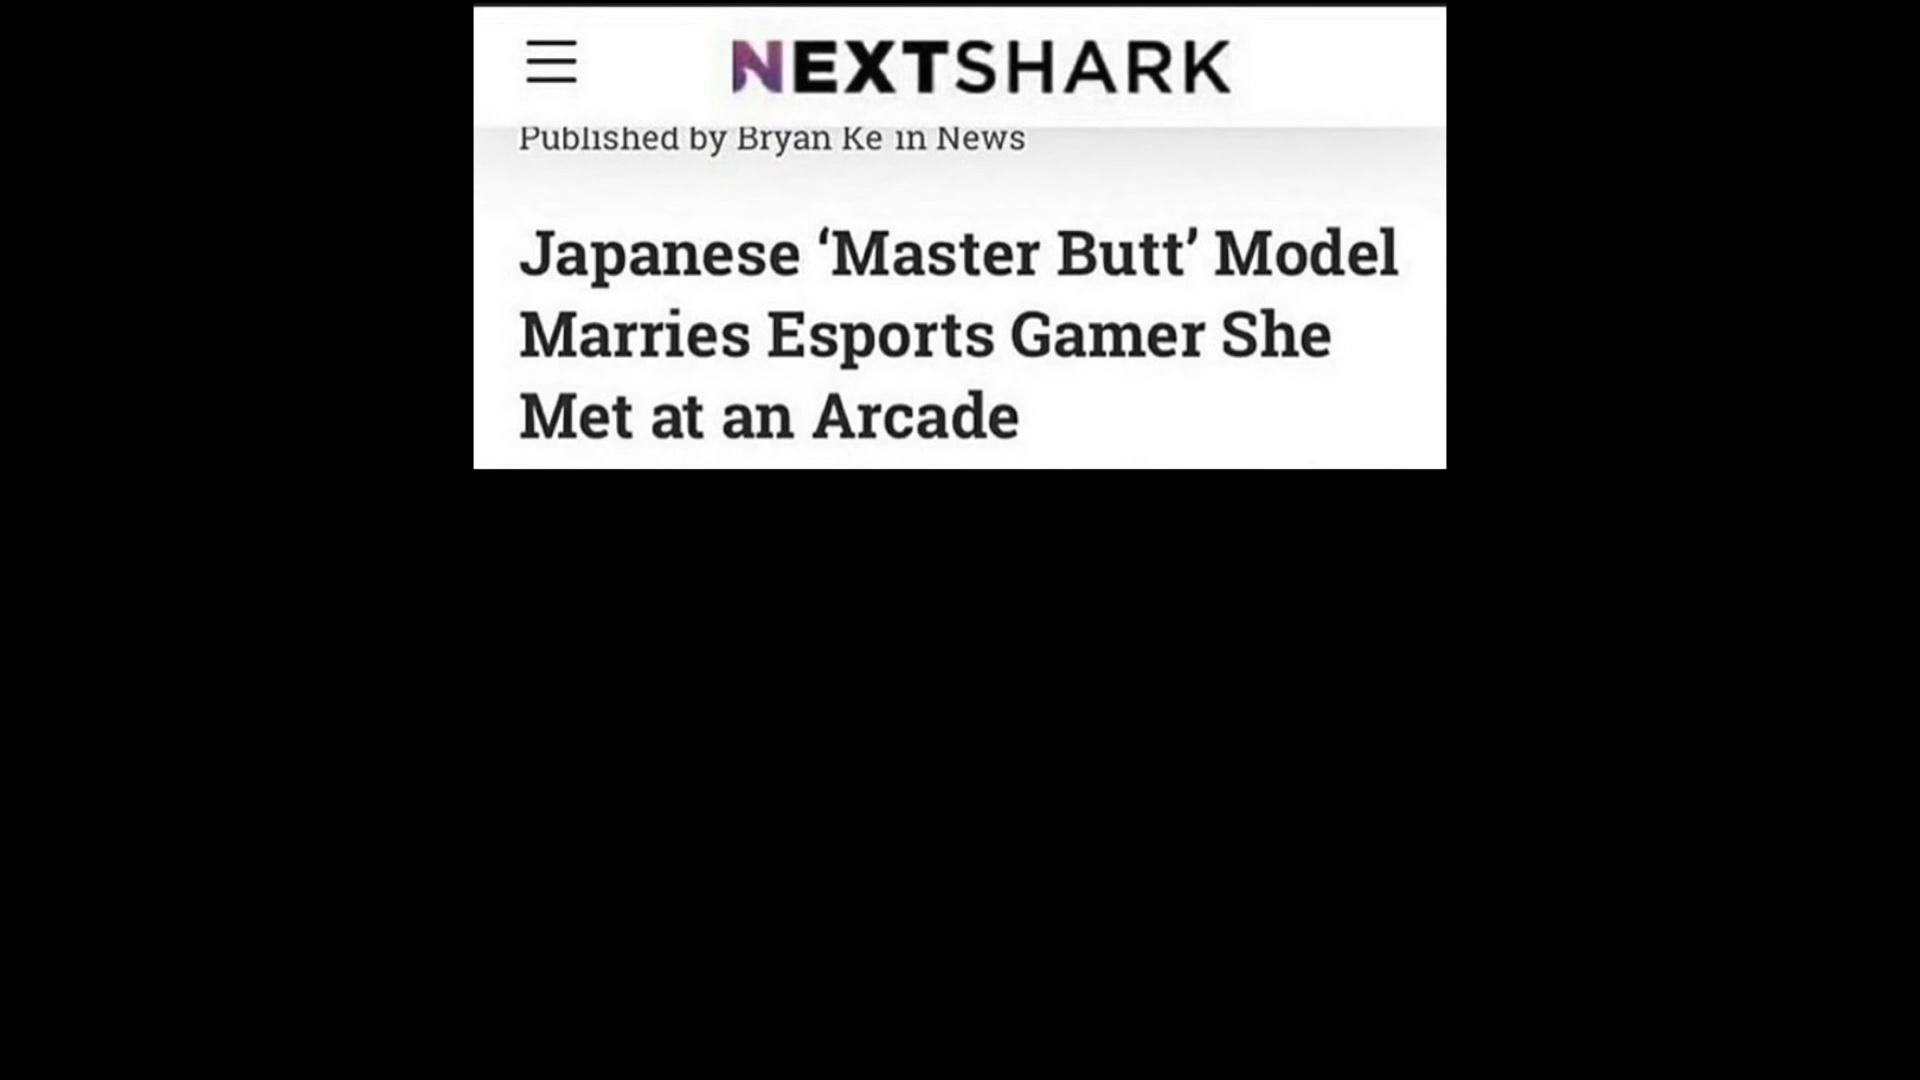 NEXTSHARK
Published by Bryan Ke in News
Japanese ‘Master Butt’ Model
Marries Esports Gamer She
Met at an Arcade